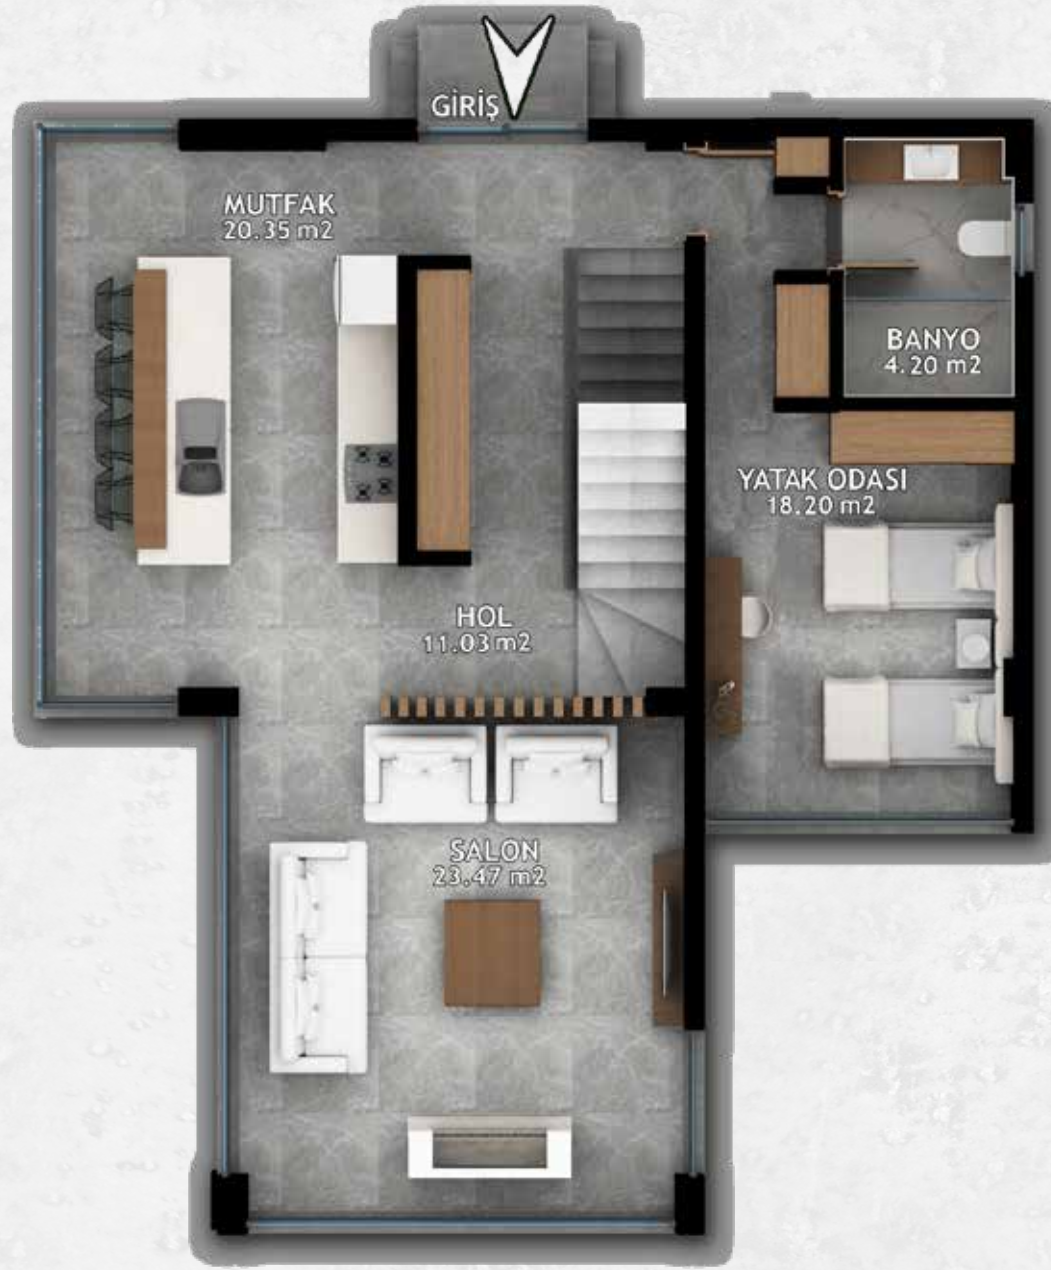 GİRİŞ
MUTFAK
20.35 m2
BANYO
4.20 m2
YATAK ODASI
18.20 m2
HOL
11.03 m2
SALON
23.47 m2